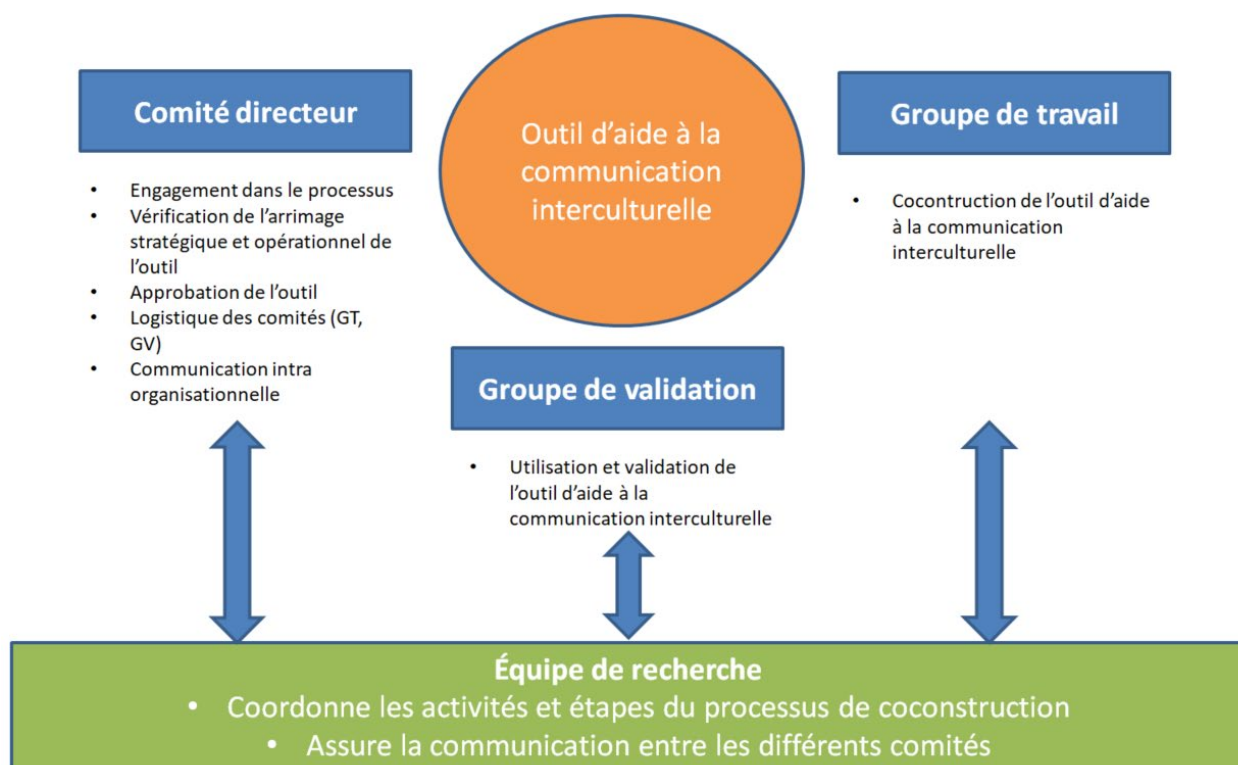 Comité directeur
• Engagement dans le processus
• Vérification de l'arrimage
stratégique et opérationnel de
l'outil
• Approbation de l'outil
• Logistique des comités (GT,
GV)
• Communication intra
organisationnelle
Outil d'aide à la
communication
interculturelle
Groupe de travail
• Cocontruction de l'outil d'aide
à la communication
interculturelle
Groupe de validation
• Utilisation et validation de
l'outil d'aide à la
communication interculturelle
Équipe de recherche
• Coordonne les activités et étapes du processus de coconstruction
• Assure la communication entre les différents comités